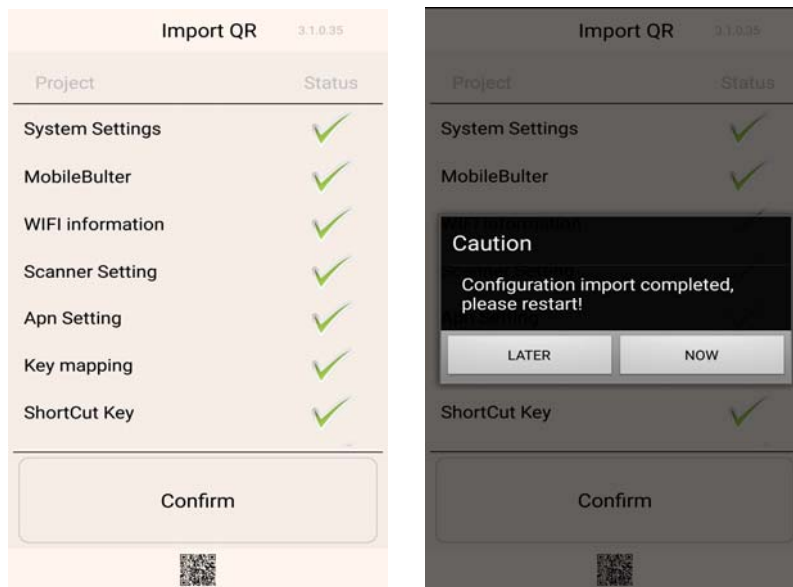 Import QR 3.1.0.35
Project Status
System Settings
MobileBulter
WIFI information
Scanner Setting
Apn Setting
Key mapping
ShortCut Key
Confirm
Import QR 3.1.0.35
Project Status
System Settings
MobileBulter
Caution
Configuration import completed,
please restart!
LATER NOW
ShortCut Key
Confirm